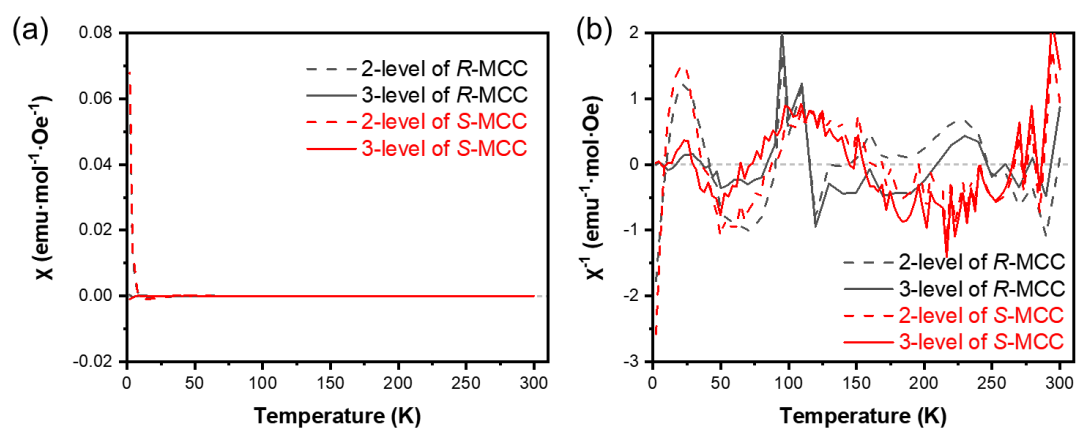 (a)
χ (emu·mol⁻¹·Oe⁻¹)
0.08
0.06
0.04
0.02
0.00
-0.02
2-level of R-MCC
3-level of R-MCC
2-level of S-MCC
3-level of S-MCC
0 50 100 150 200 250 300
Temperature (K)
(b)
χ⁻¹ (emu⁻¹·mol·Oe)
2
1
0
-1
-2
-3
2-level of R-MCC
3-level of R-MCC
2-level of S-MCC
3-level of S-MCC
0 50 100 150 200 250 300
Temperature (K)